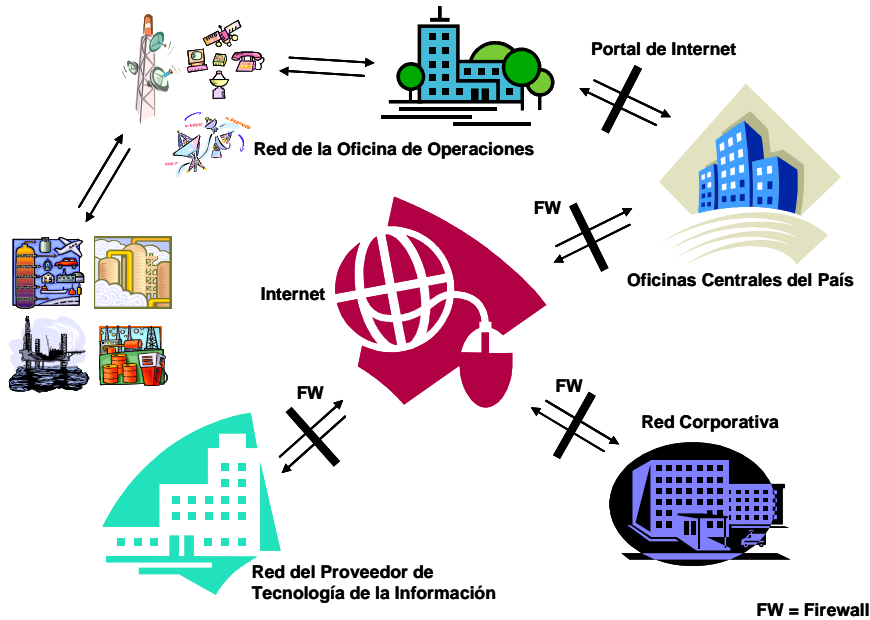 Portal de Internet
Red de la Oficina de Operaciones
FW
Oficinas Centrales del País
Internet
FW
FW
Red Corporativa
Red del Proveedor de
Tecnología de la Información
FW = Firewall